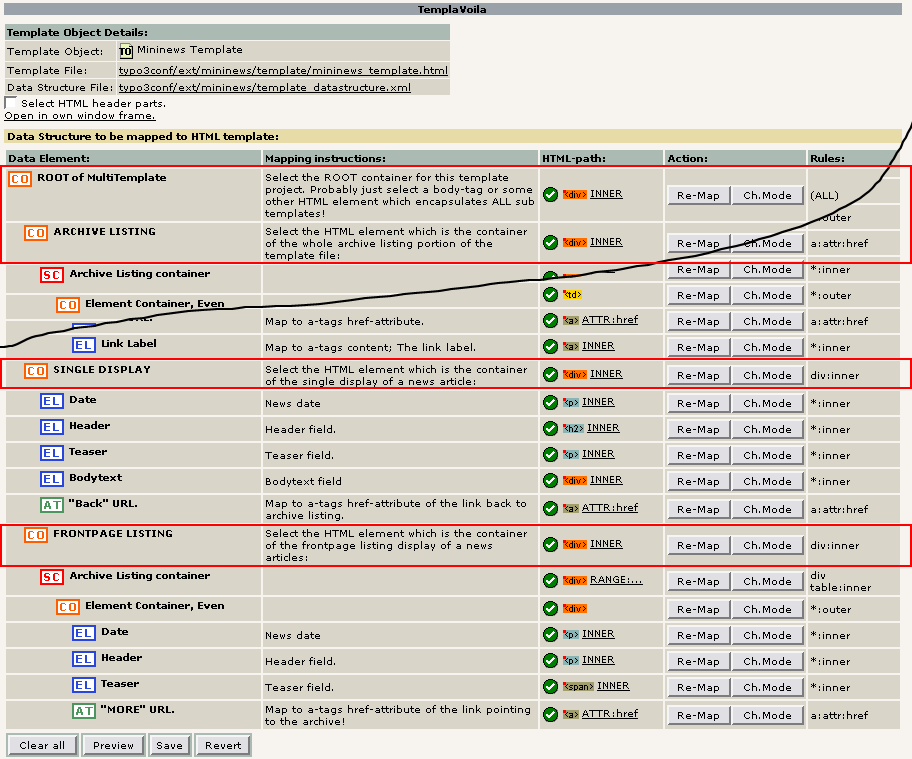 TemplaVoila
Template Object Details:
Template Object: TO Mininews Template
Template File: typo3conf/ext/mininews/template/mininews_template.html
Data Structure File: typo3conf/ext/mininews/template_datastructure.xml
Select HTML header parts.
Open in own window frame.
Data Structure to be mapped to HTML template:
Data Element: Mapping instructions: HTML-path: Action: Rules:
CO ROOT of MultiTemplate Select the ROOT container for this template
project. Probably just select a body-tag or some
other HTML element which encapsulates ALL sub
templates! <div> INNER Re-Map Ch.Mode (ALL)
:outer
CO ARCHIVE LISTING Select the HTML element which is the container
of the whole archive listing portion of the
template file: <div> INNER Re-Map Ch.Mode a:attr:href
SC Archive Listing container Re-Map Ch.Mode *:inner
CO Element Container, Even <td> Re-Map Ch.Mode *:outer
Map to a-tags href-attribute. <a> ATTR:href Re-Map Ch.Mode a:attr:href
EL Link Label Map to a-tags content; The link label. <a> INNER Re-Map Ch.Mode *:inner
CO SINGLE DISPLAY Select the HTML element which is the container
of the single display of a news article: <div> INNER Re-Map Ch.Mode div:inner
EL Date News date <p> INNER Re-Map Ch.Mode *:inner
EL Header Header field. <h2> INNER Re-Map Ch.Mode *:inner
EL Teaser Teaser field. <p> INNER Re-Map Ch.Mode *:inner
EL Bodytext Bodytext field <div> INNER Re-Map Ch.Mode *:inner
AT "Back" URL. Map to a-tags href-attribute of the link back to
archive listing. <a> ATTR:href Re-Map Ch.Mode a:attr:href
CO FRONTPAGE LISTING Select the HTML element which is the container
of the frontpage listing display of a news
articles: <div> INNER Re-Map Ch.Mode div:inner
SC Archive Listing container <div> RANGE:... Re-Map Ch.Mode div
table:inner
CO Element Container, Even <div> Re-Map Ch.Mode *:outer
EL Date News date <p> INNER Re-Map Ch.Mode *:inner
EL Header Header field. <p> INNER Re-Map Ch.Mode *:inner
EL Teaser Teaser field. <span> INNER Re-Map Ch.Mode *:inner
AT "MORE" URL. Map to a-tags href-attribute of the link pointing
to the archive! <a> ATTR:href Re-Map Ch.Mode a:attr:href
Clear all Preview Save Revert